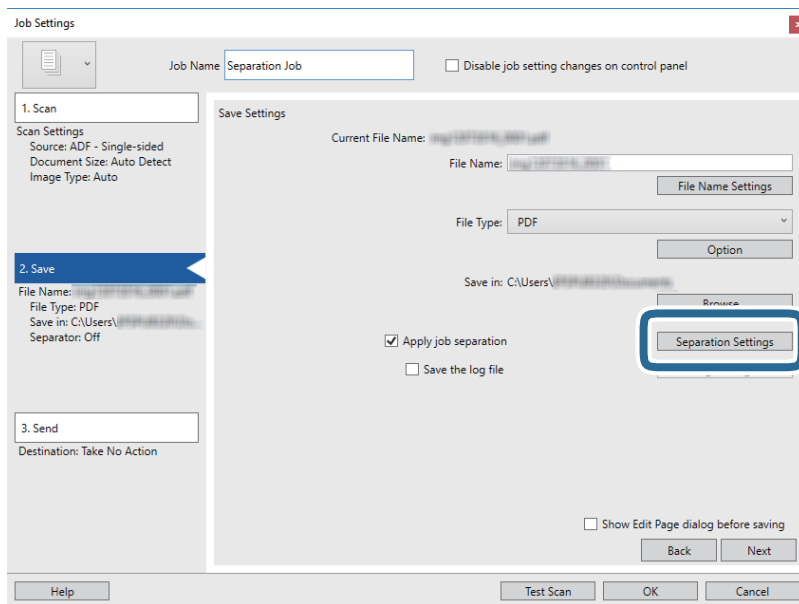 Job Settings
Job Name Separation Job
Disable job setting changes on control panel
1. Scan
Scan Settings
Source: ADF - Single-sided
Document Size: Auto Detect
Image Type: Auto
2. Save
File Name:
File Type: PDF
Save in: C:\Users\
Separator: Off
3. Send
Destination: Take No Action
Save Settings
Current File Name:
File Name:
File Name Settings
File Type: PDF
Option
Save in: C:\Users\
Browse
Apply job separation
Separation Settings
Save the log file
Show Edit Page dialog before saving
Back Next
Help Test Scan OK Cancel